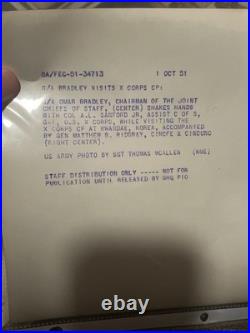 SA/FEC-51-34713 1 OCT 51
G/A BRADLEY VISITS X CORPS CP:
G/A OMAR BRADLEY, CHAIRMAN OF THE JOINT
CHIEFS OF STAFF, (CENTER) SHAKES HANDS
WITH COL A.L. SANFORD JR, ASSIST C OF S,
G-1, U.S. X CORPS, WHILE VISITING THE
X CORPS CP AT KWANDAE, KOREA, ACCOMPANIED
BY GEN MATTHEW B. RIDGWAY, CINCFE & CINCUNC
(RIGHT CENTER).
US ARMY PHOTO BY SGT THOMAS MCALLEN
STAFF DISTRIBUTION ONLY ----- NOT FOR
PUBLICATION UNTIL RELEASED BY GHQ PIO